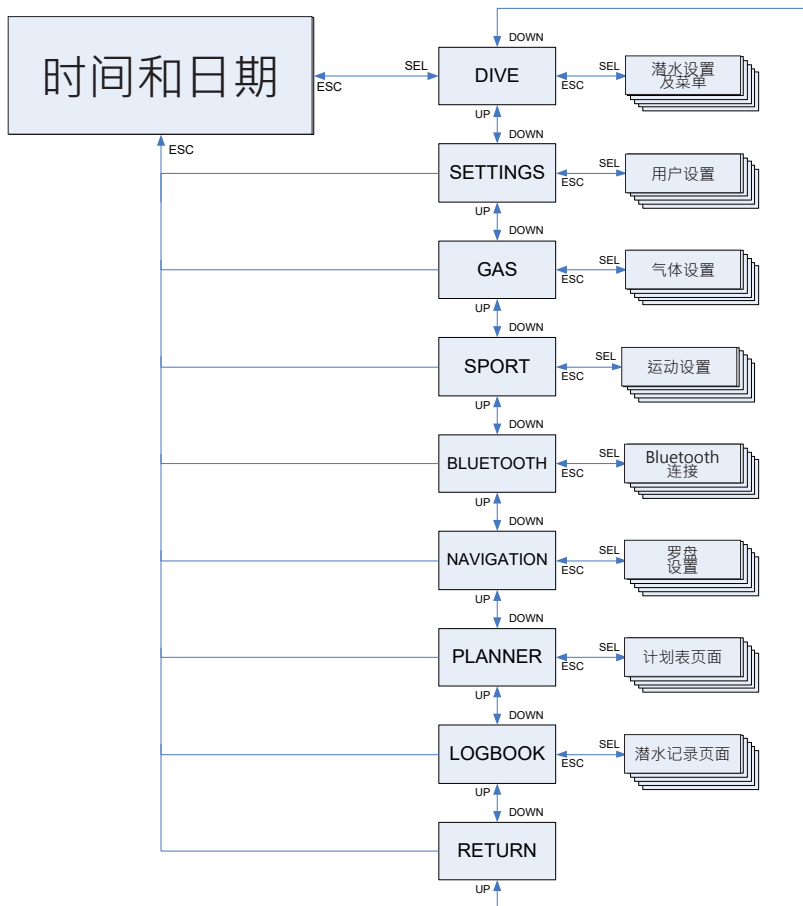 DOWN
时间和日期
SEL
ESC
DIVE
SEL
ESC
潜水设置
及菜单
UP
DOWN
ESC
SETTINGS
SEL
ESC
用户设置
UP
DOWN
GAS
SEL
ESC
气体设置
UP
DOWN
SPORT
SEL
ESC
运动设置
UP
DOWN
BLUETOOTH
SEL
ESC
Bluetooth
连接
UP
DOWN
NAVIGATION
SEL
ESC
罗盘
设置
UP
DOWN
PLANNER
SEL
ESC
计划表页面
UP
DOWN
LOGBOOK
SEL
ESC
潜水记录页面
UP
DOWN
RETURN
UP